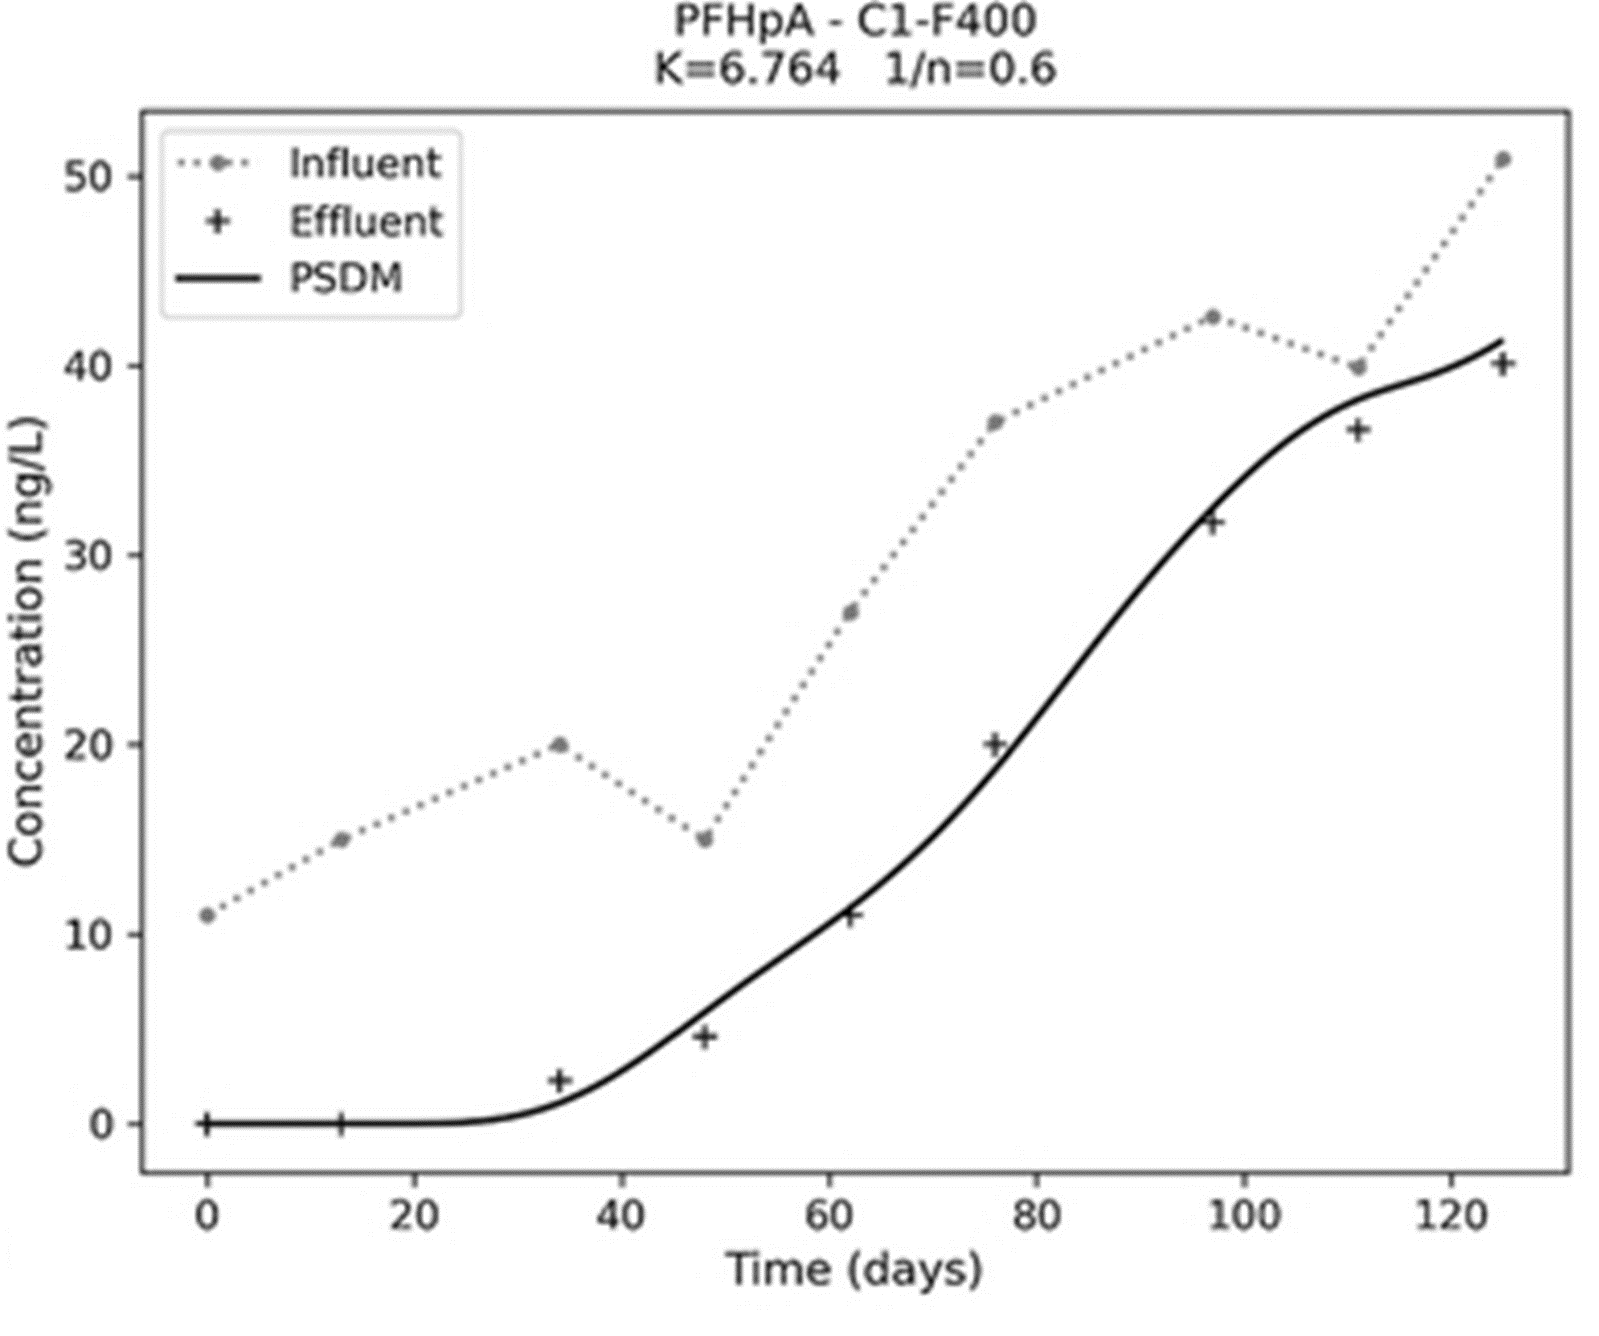 PFHpA - C1-F400
K=6.764 1/n=0.6
Influent
Effluent
PSDM
50
40
30
20
10
0
Concentration (ng/L)
0 20 40 60 80 100 120
Time (days)